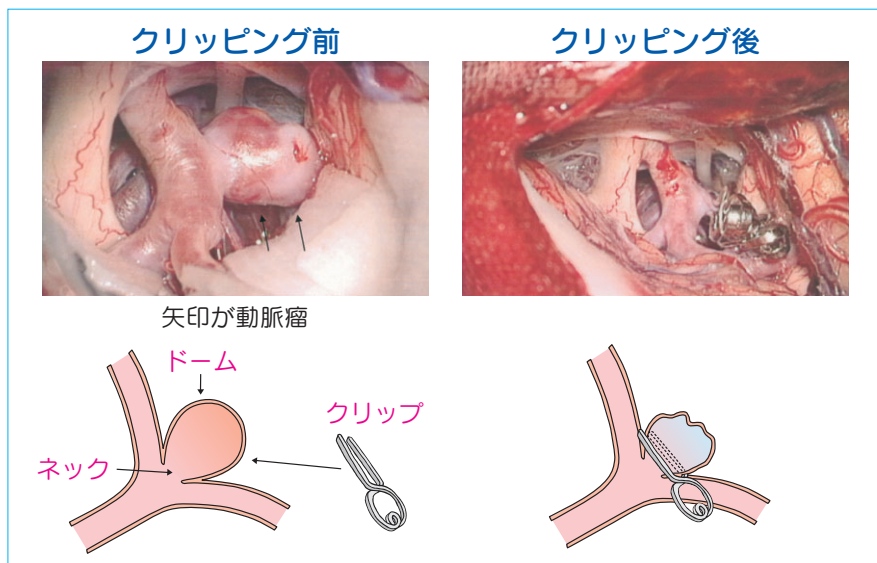 クリッピング前
クリッピング後
矢印が動脈瘤
ドーム
クリップ
ネック